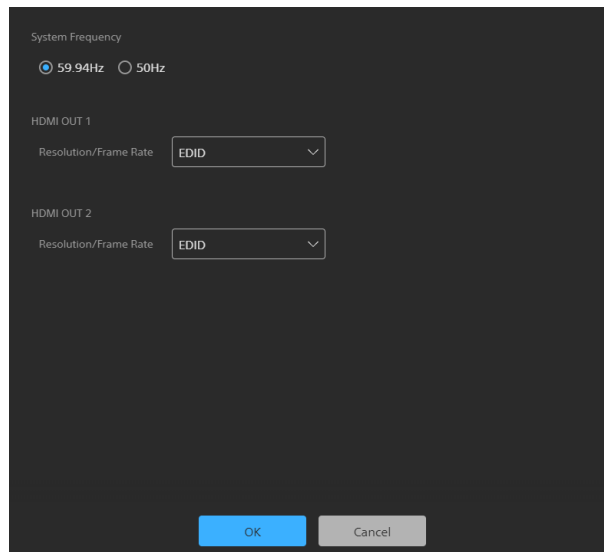 System Frequency
59.94Hz 50Hz
HDMI OUT 1
Resolution/Frame Rate EDID
HDMI OUT 2
Resolution/Frame Rate EDID
OK Cancel